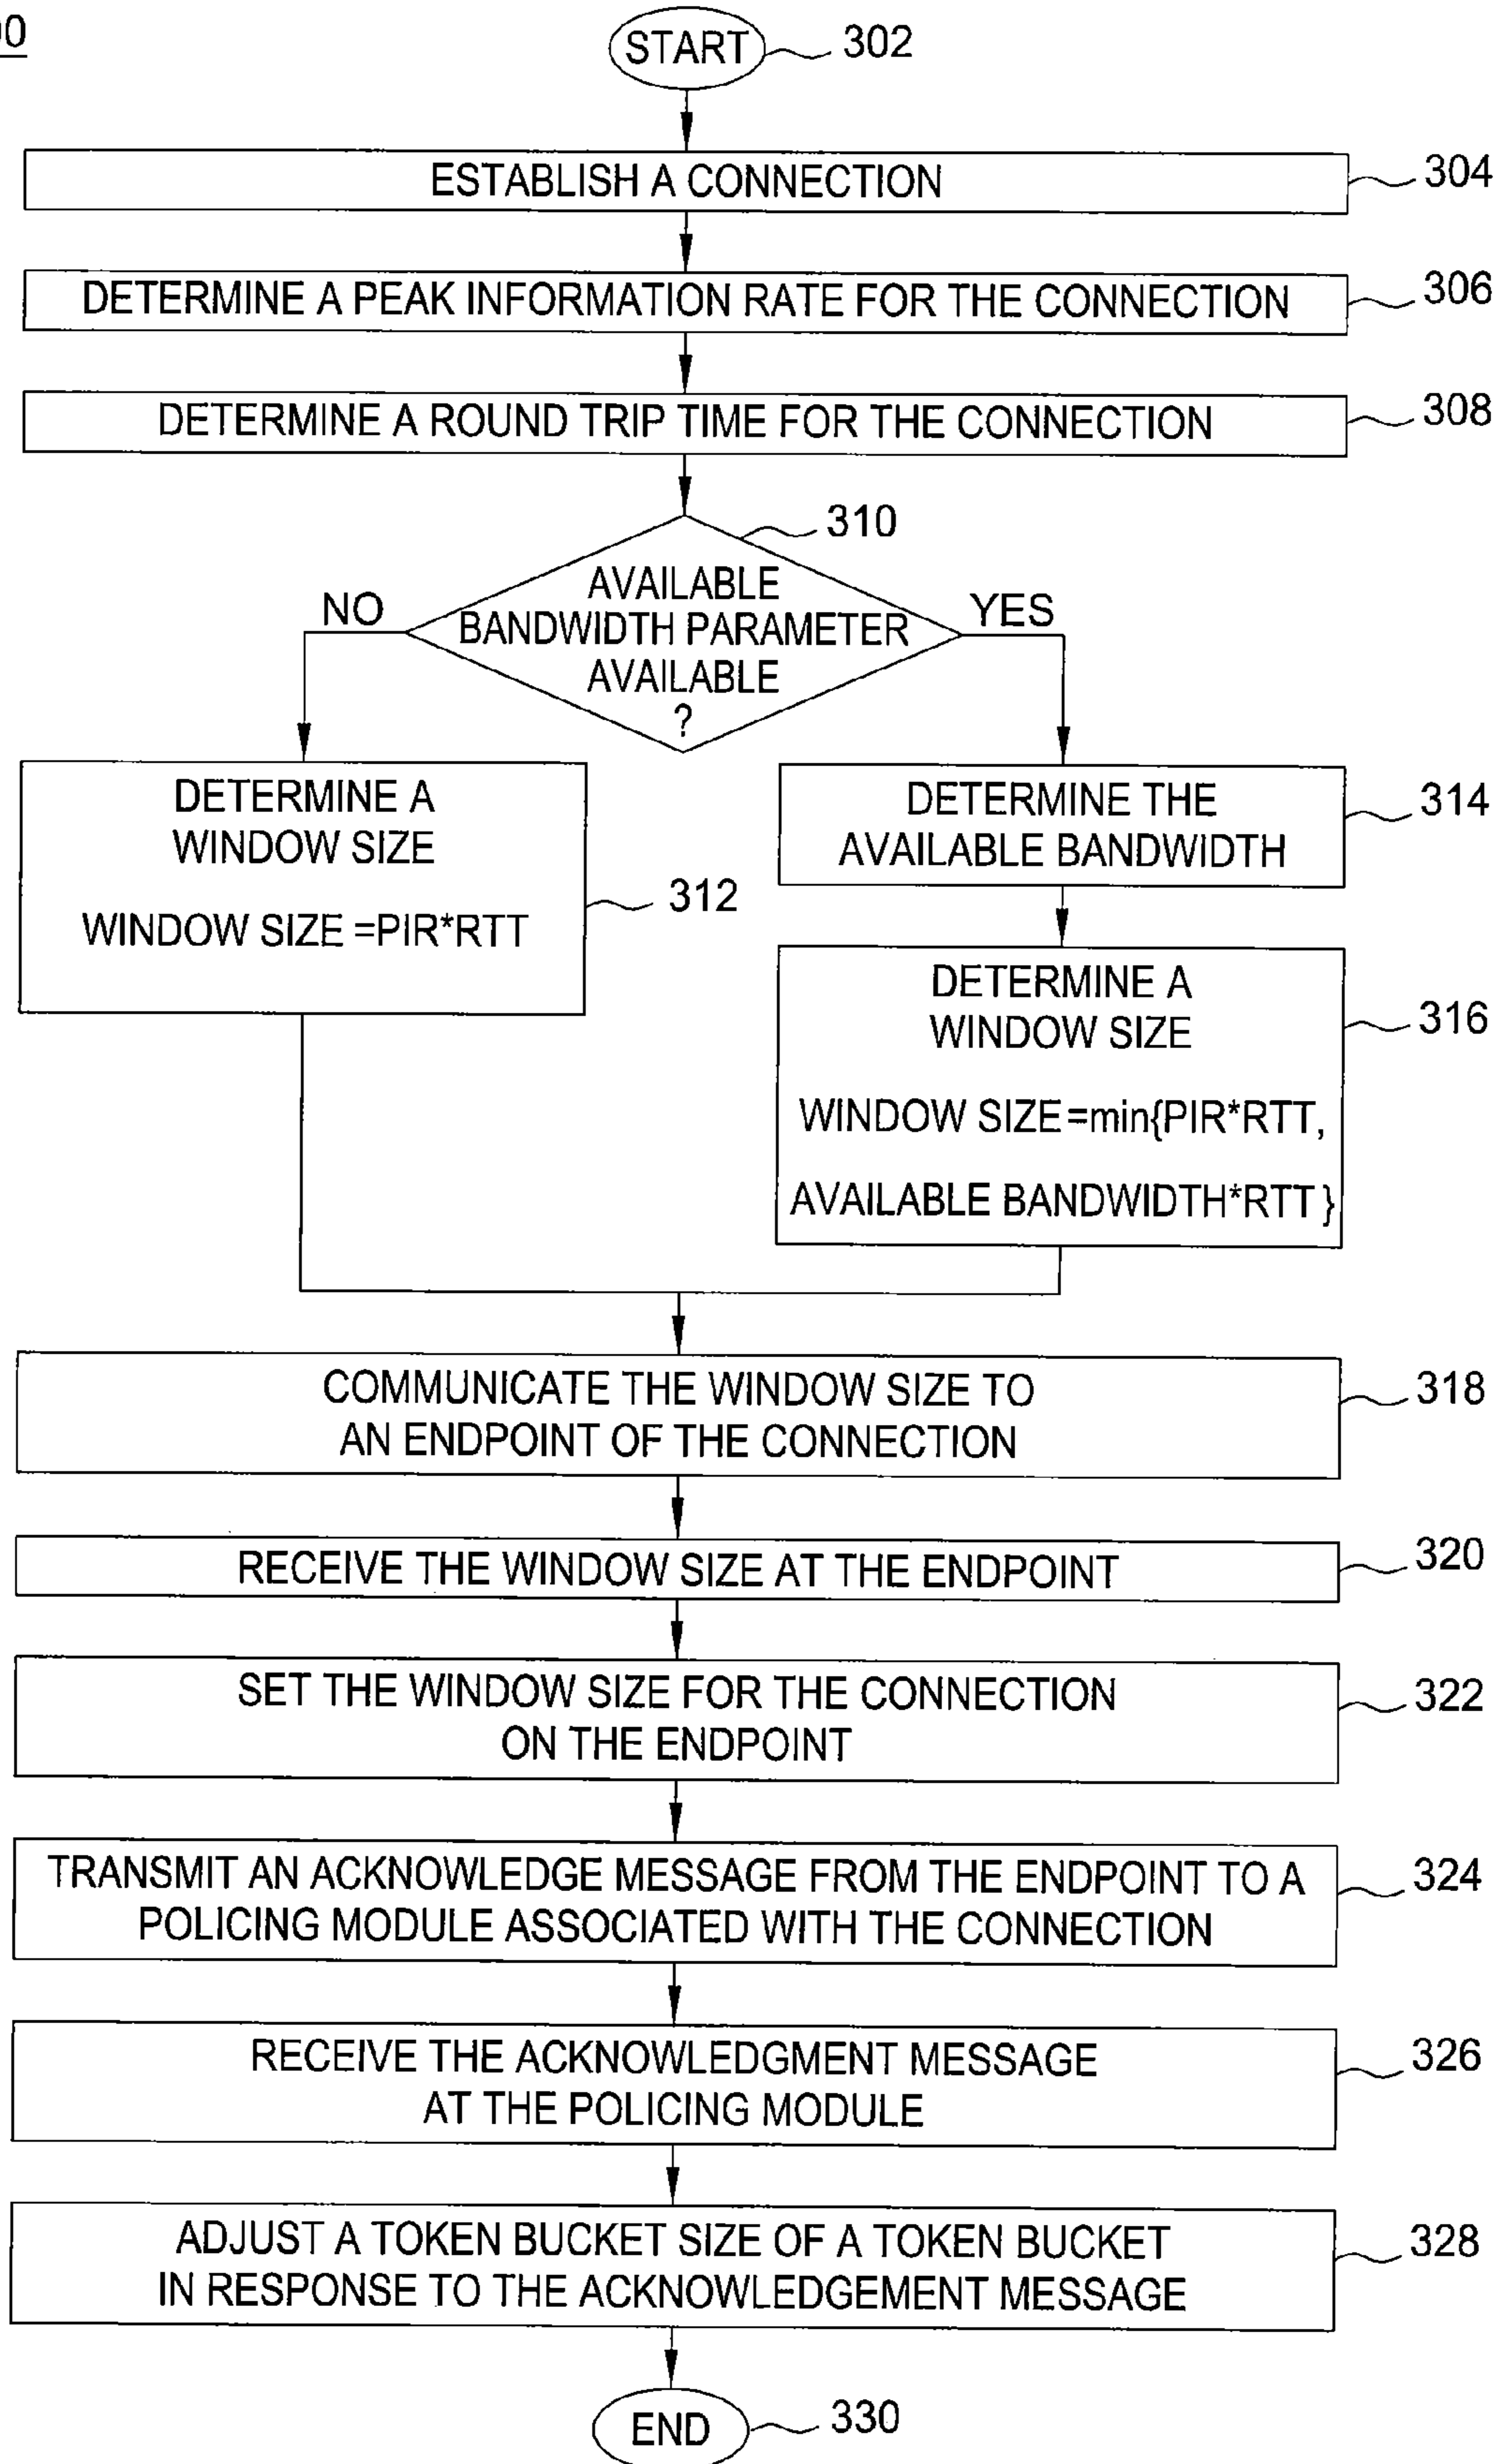 START
302
ESTABLISH A CONNECTION
304
DETERMINE A PEAK INFORMATION RATE FOR THE CONNECTION
306
DETERMINE A ROUND TRIP TIME FOR THE CONNECTION
308
310
AVAILABLE
BANDWIDTH PARAMETER
AVAILABLE
?
NO
YES
DETERMINE A
WINDOW SIZE
WINDOW SIZE =PIR*RTT
312
DETERMINE THE
AVAILABLE BANDWIDTH
314
DETERMINE A
WINDOW SIZE
WINDOW SIZE=min{PIR*RTT,
AVAILABLE BANDWIDTH*RTT}
316
COMMUNICATE THE WINDOW SIZE TO
AN ENDPOINT OF THE CONNECTION
318
RECEIVE THE WINDOW SIZE AT THE ENDPOINT
320
SET THE WINDOW SIZE FOR THE CONNECTION
ON THE ENDPOINT
322
TRANSMIT AN ACKNOWLEDGE MESSAGE FROM THE ENDPOINT TO A
POLICING MODULE ASSOCIATED WITH THE CONNECTION
324
RECEIVE THE ACKNOWLEDGMENT MESSAGE
AT THE POLICING MODULE
326
ADJUST A TOKEN BUCKET SIZE OF A TOKEN BUCKET
IN RESPONSE TO THE ACKNOWLEDGEMENT MESSAGE
328
END
330